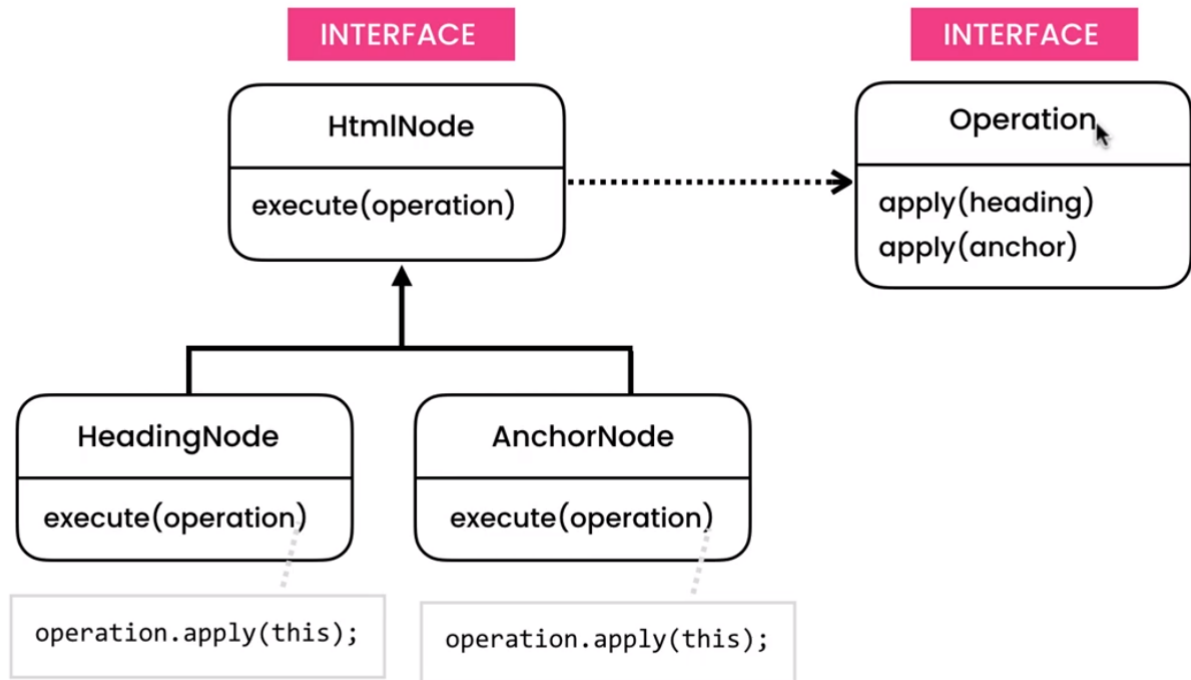 INTERFACE
INTERFACE
HtmlNode
Operation
execute(operation)
apply(heading)
apply(anchor)
HeadingNode
AnchorNode
execute(operation)
execute(operation)
operation.apply(this);
operation.apply(this);